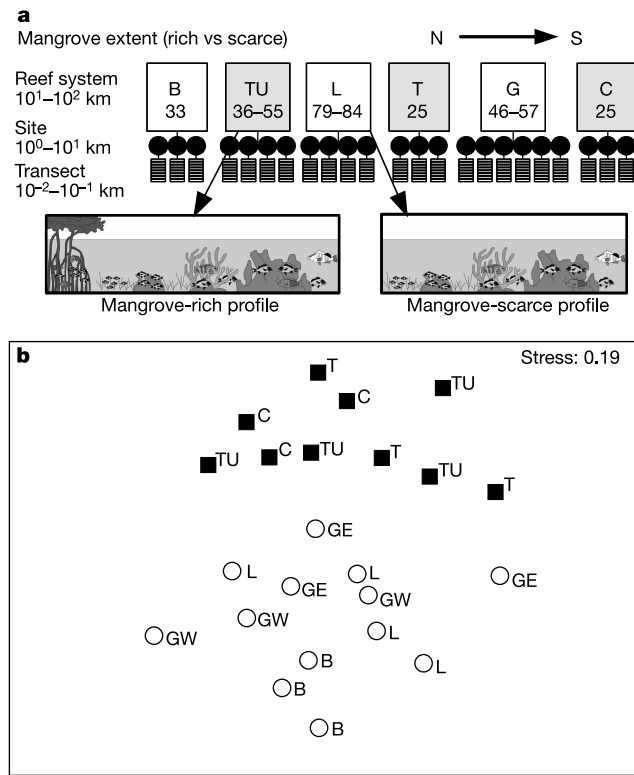 a
Mangrove extent (rich vs scarce) N S
Reef system
10¹–10² km
B TU L T G C
33 36–55 79–84 25 46–57 25
Site
10⁰–10¹ km
Transect
10⁻²–10⁻¹ km
Mangrove-rich profile Mangrove-scarce profile
b Stress: 0.19
T
TU
C
C
TU
C
TU
T
TU
T
GE
L
L
GE
GE
GW
GW
L
GW
B
L
B
B